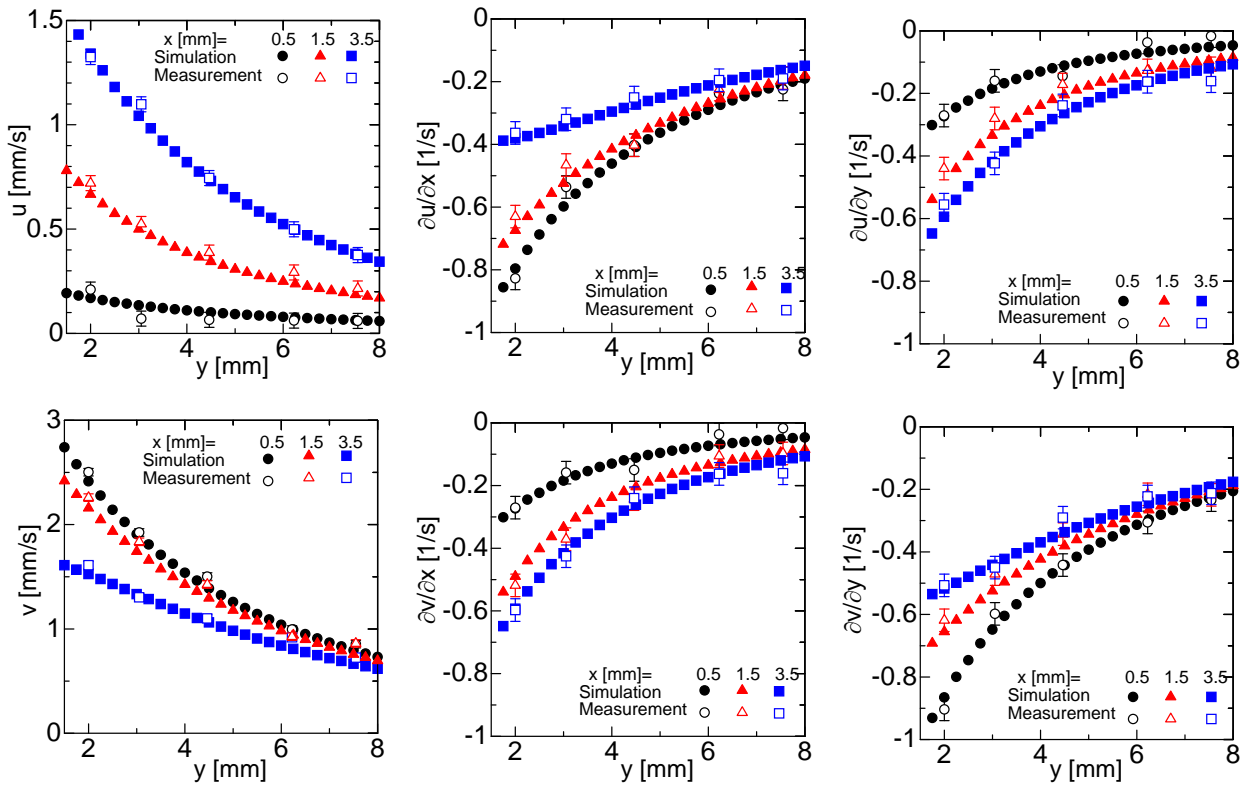 1.5
1
0.5
0
u [mm/s]
x [mm]= 0.5 1.5 3.5
Simulation
Measurement
2 4 6 8
y [mm]
-0
-0.2
-0.4
-0.6
-0.8
-1
∂u/∂x [1/s]
x [mm]= 0.5 1.5 3.5
Simulation
Measurement
2 4 6 8
y [mm]
-0
-0.2
-0.4
-0.6
-0.8
-1
∂u/∂y [1/s]
x [mm]= 0.5 1.5 3.5
Simulation
Measurement
2 4 6 8
y [mm]
3
2
1
0
v [mm/s]
x [mm]= 0.5 1.5 3.5
Simulation
Measurement
2 4 6 8
y [mm]
-0
-0.2
-0.4
-0.6
-0.8
-1
∂v/∂x [1/s]
x [mm]= 0.5 1.5 3.5
Simulation
Measurement
2 4 6 8
y [mm]
-0
-0.2
-0.4
-0.6
-0.8
-1
∂v/∂y [1/s]
x [mm]= 0.5 1.5 3.5
Simulation
Measurement
2 4 6 8
y [mm]